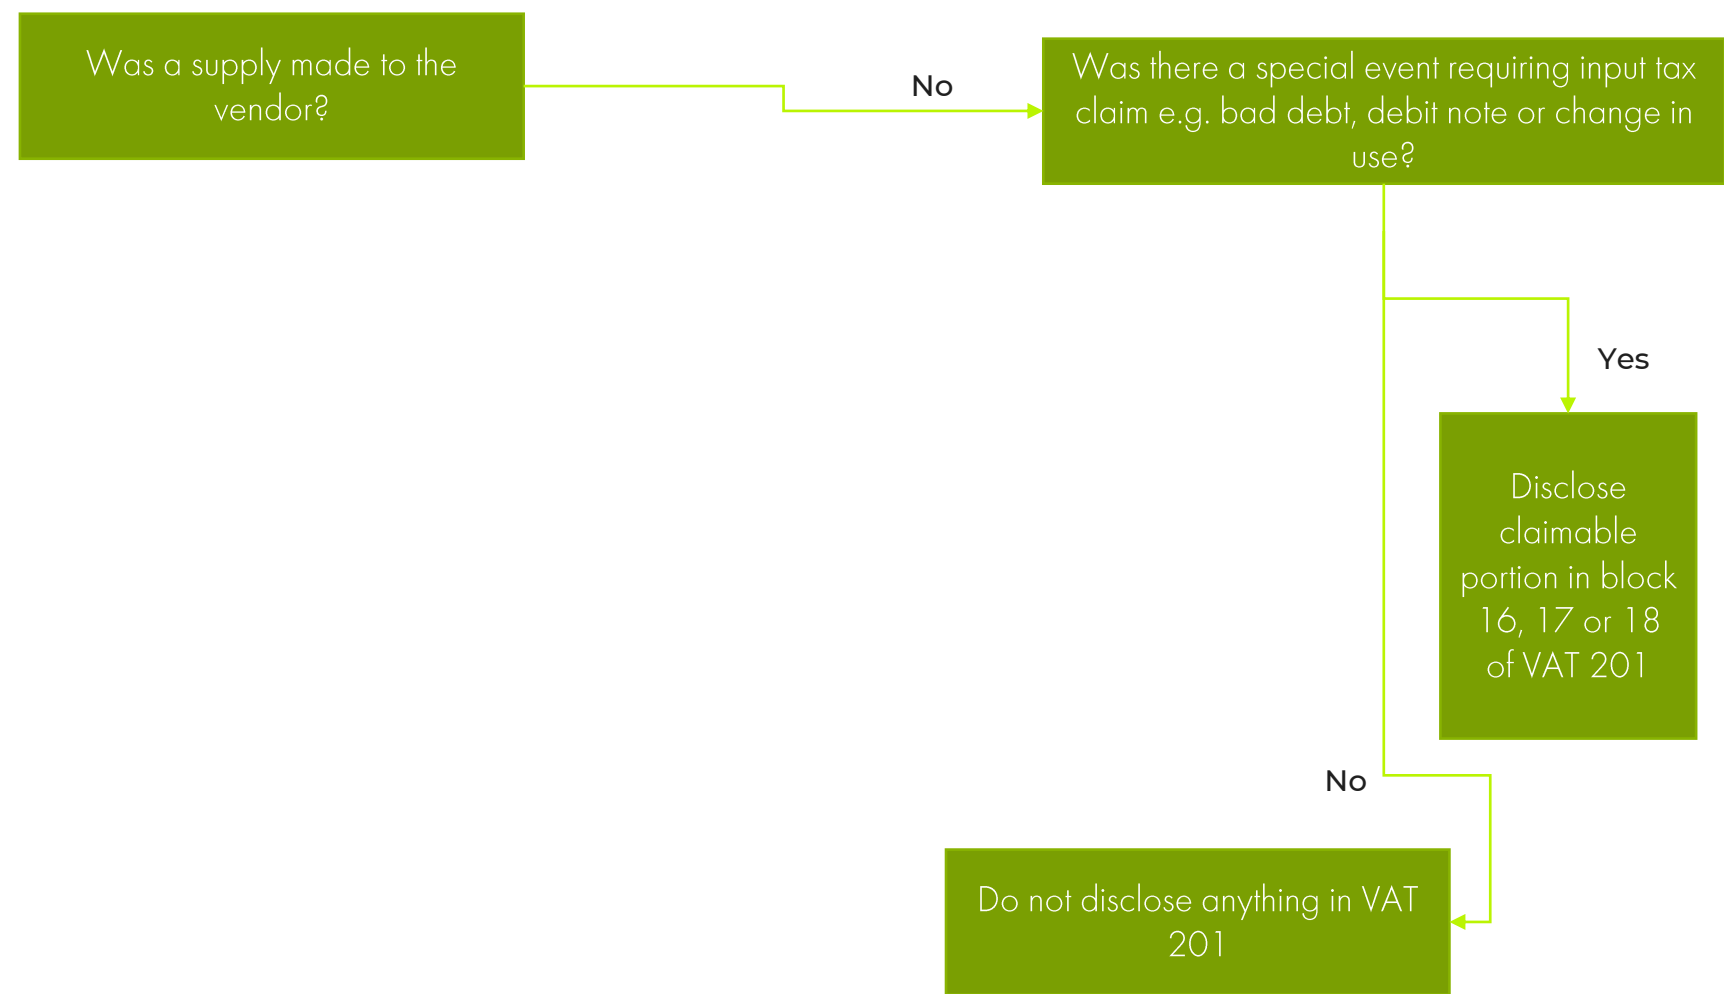 Was a supply made to the
vendor?
No
Was there a special event requiring input tax
claim e.g. bad debt, debit note or change in
use?
Yes
Disclose
claimable
portion in block
16, 17 or 18
of VAT 201
No
Do not disclose anything in VAT
201